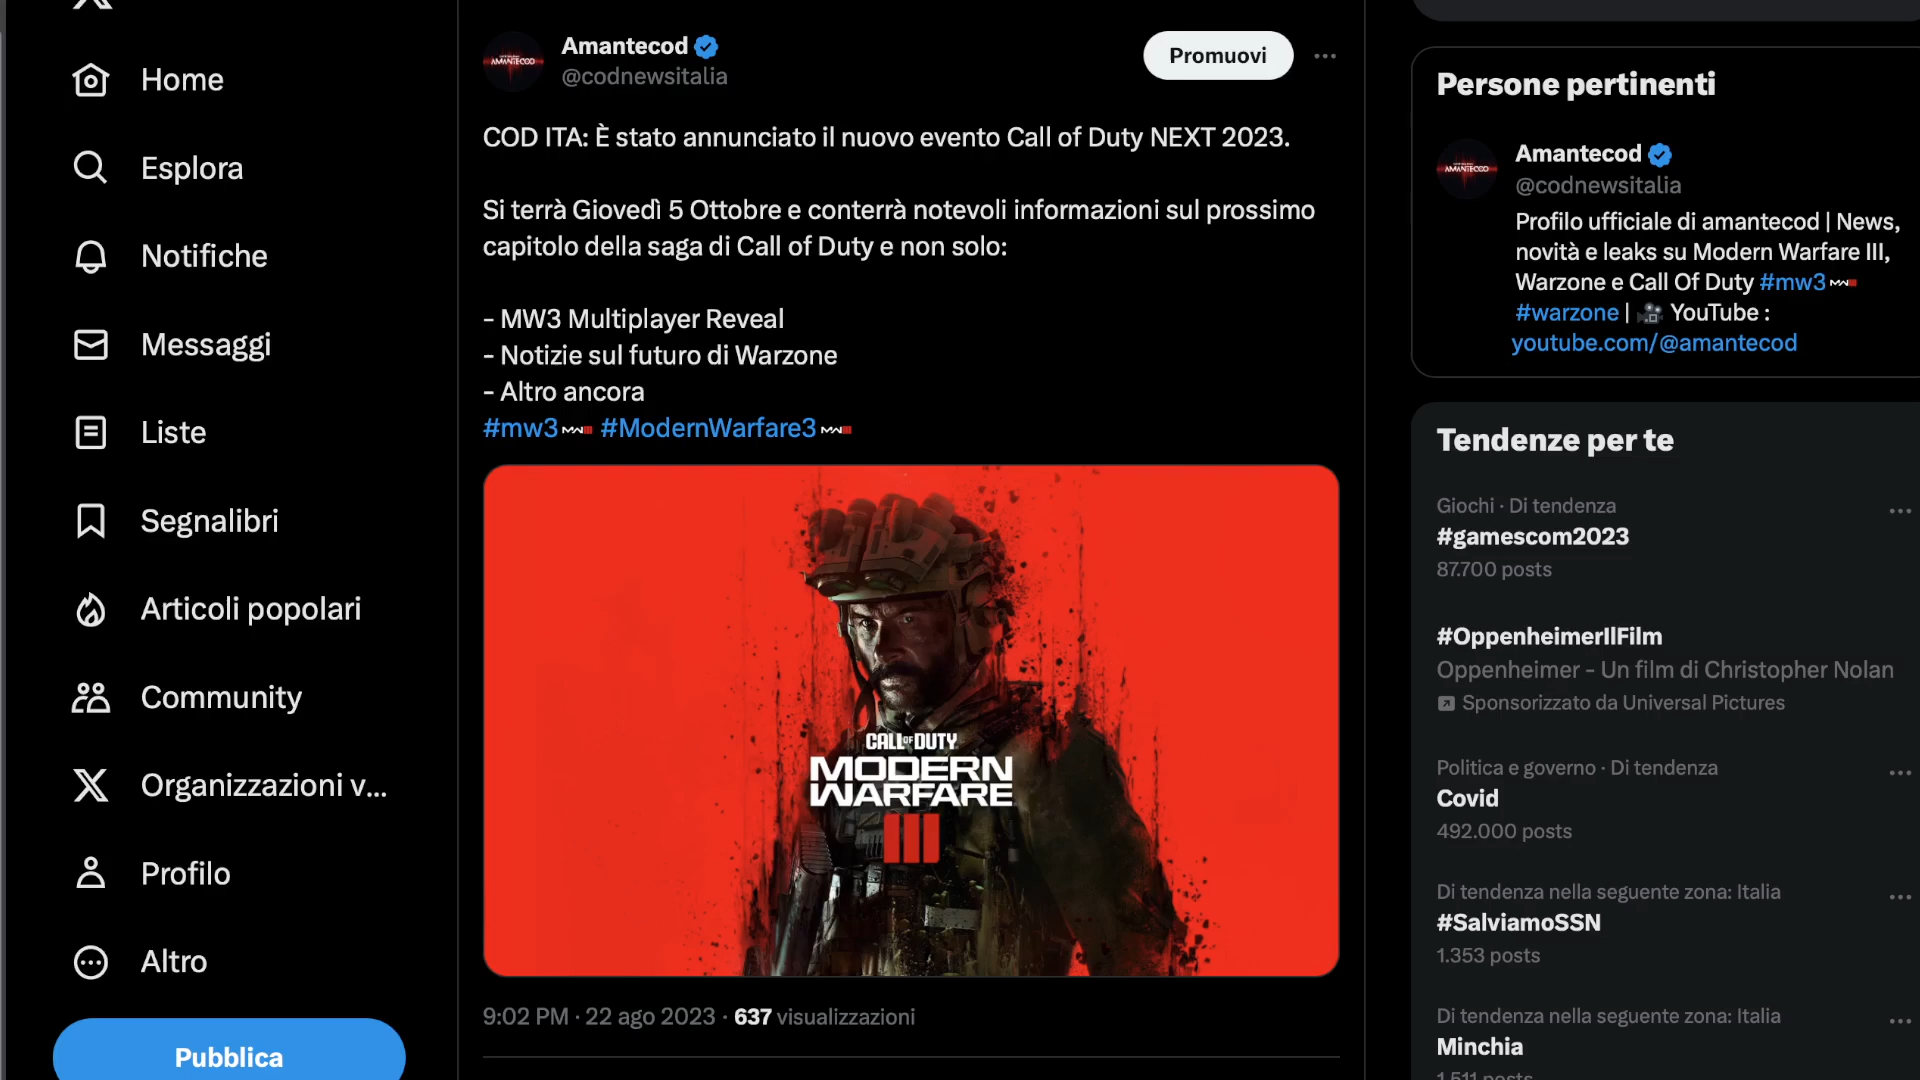 Home
Esplora
Notifiche
Messaggi
Liste
Segnalibri
Articoli popolari
Community
Organizzazioni v...
Profilo
Altro
Pubblica
Amantecod
@codnewsitalia
Promuovi
COD ITA: È stato annunciato il nuovo evento Call of Duty NEXT 2023.
Si terrà Giovedì 5 Ottobre e conterrà notevoli informazioni sul prossimo
capitolo della saga di Call of Duty e non solo:
- MW3 Multiplayer Reveal
- Notizie sul futuro di Warzone
- Altro ancora
#mw3 #ModernWarfare3
CALL OF DUTY
MODERN
WARFARE
III
9:02 PM · 22 ago 2023 · 637 visualizzazioni
Persone pertinenti
AMANTECOD
Amantecod
@codnewsitalia
Profilo ufficiale di amantecod | News,
novità e leaks su Modern Warfare III,
Warzone e Call Of Duty #mw3
#warzone | YouTube :
youtube.com/@amantecod
Tendenze per te
Giochi · Di tendenza
#gamescom2023
87.700 posts
#OppenheimerIlFilm
Oppenheimer - Un film di Christopher Nolan
Sponsorizzato da Universal Pictures
Politica e governo · Di tendenza
Covid
492.000 posts
Di tendenza nella seguente zona: Italia
#SalviamoSSN
1.353 posts
Di tendenza nella seguente zona: Italia
Minchia
1.511 posts